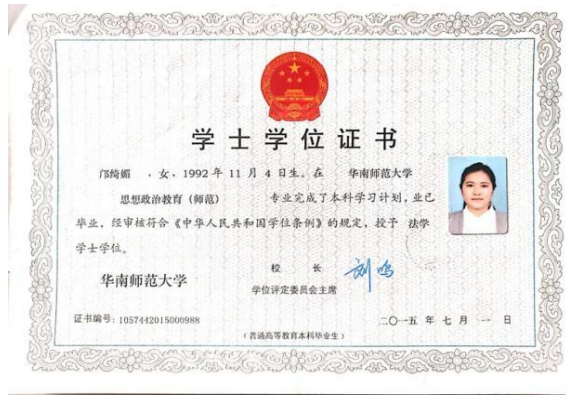 学士学位证书
邝绮媚 ，女，1992 年 11 月 4 日生。在 华南师范大学
思想政治教育（师范） 专业完成了本科学习计划，业已
毕业，经审核符合《中华人民共和国学位条例》的规定，授予 法学
学士学位。
华南师范大学
校 长
学位评定委员会主席
刘鸣
证书编号：1057442015000988
二〇一五 年 七 月 一 日
（普通高等教育本科毕业生）